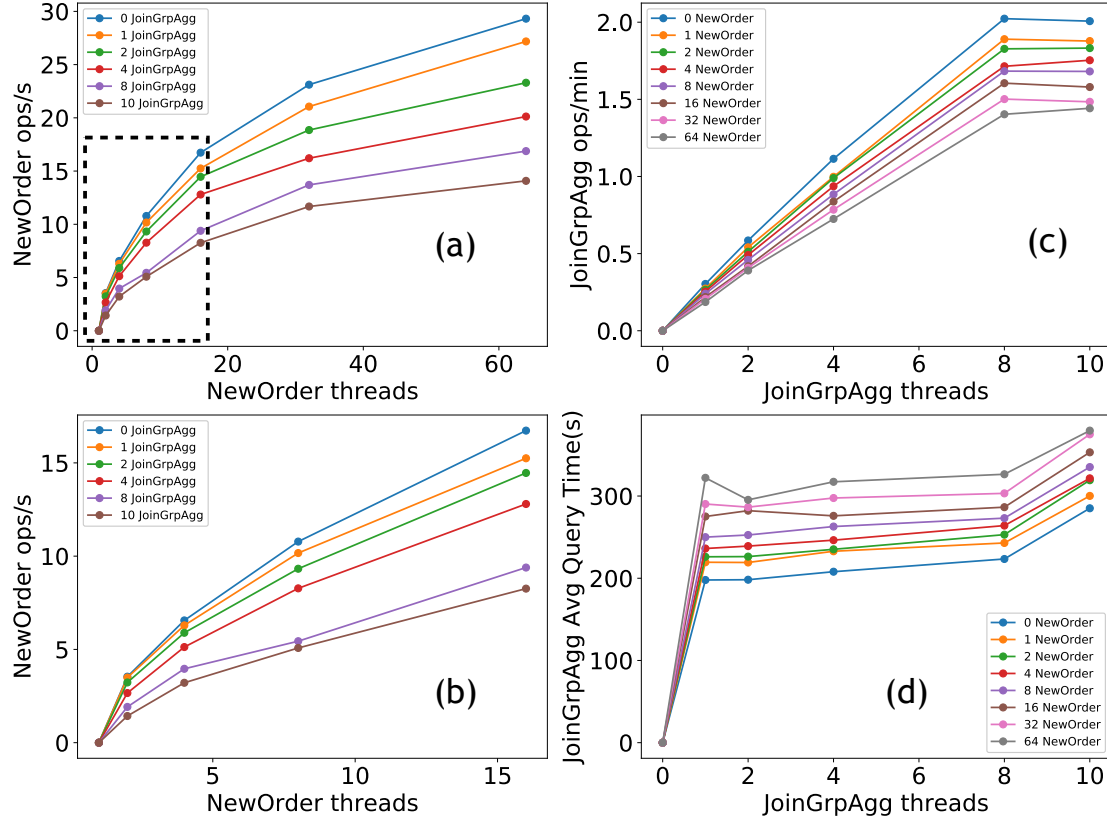 30
25
20
15
10
5
0
NewOrder ops/s
0 JoinGrpAgg
1 JoinGrpAgg
2 JoinGrpAgg
4 JoinGrpAgg
8 JoinGrpAgg
10 JoinGrpAgg
(a)
0 20 40 60
NewOrder threads
2.0
1.5
1.0
0.5
0.0
JoinGrpAgg ops/min
0 NewOrder
1 NewOrder
2 NewOrder
4 NewOrder
8 NewOrder
16 NewOrder
32 NewOrder
64 NewOrder
(c)
0 2 4 6 8 10
JoinGrpAgg threads
15
10
5
0
NewOrder ops/s
0 JoinGrpAgg
1 JoinGrpAgg
2 JoinGrpAgg
4 JoinGrpAgg
8 JoinGrpAgg
10 JoinGrpAgg
(b)
5 10 15
NewOrder threads
300
200
100
0
JoinGrpAgg Avg Query Time(s)
0 NewOrder
1 NewOrder
2 NewOrder
4 NewOrder
8 NewOrder
16 NewOrder
32 NewOrder
64 NewOrder
(d)
0 2 4 6 8 10
JoinGrpAgg threads